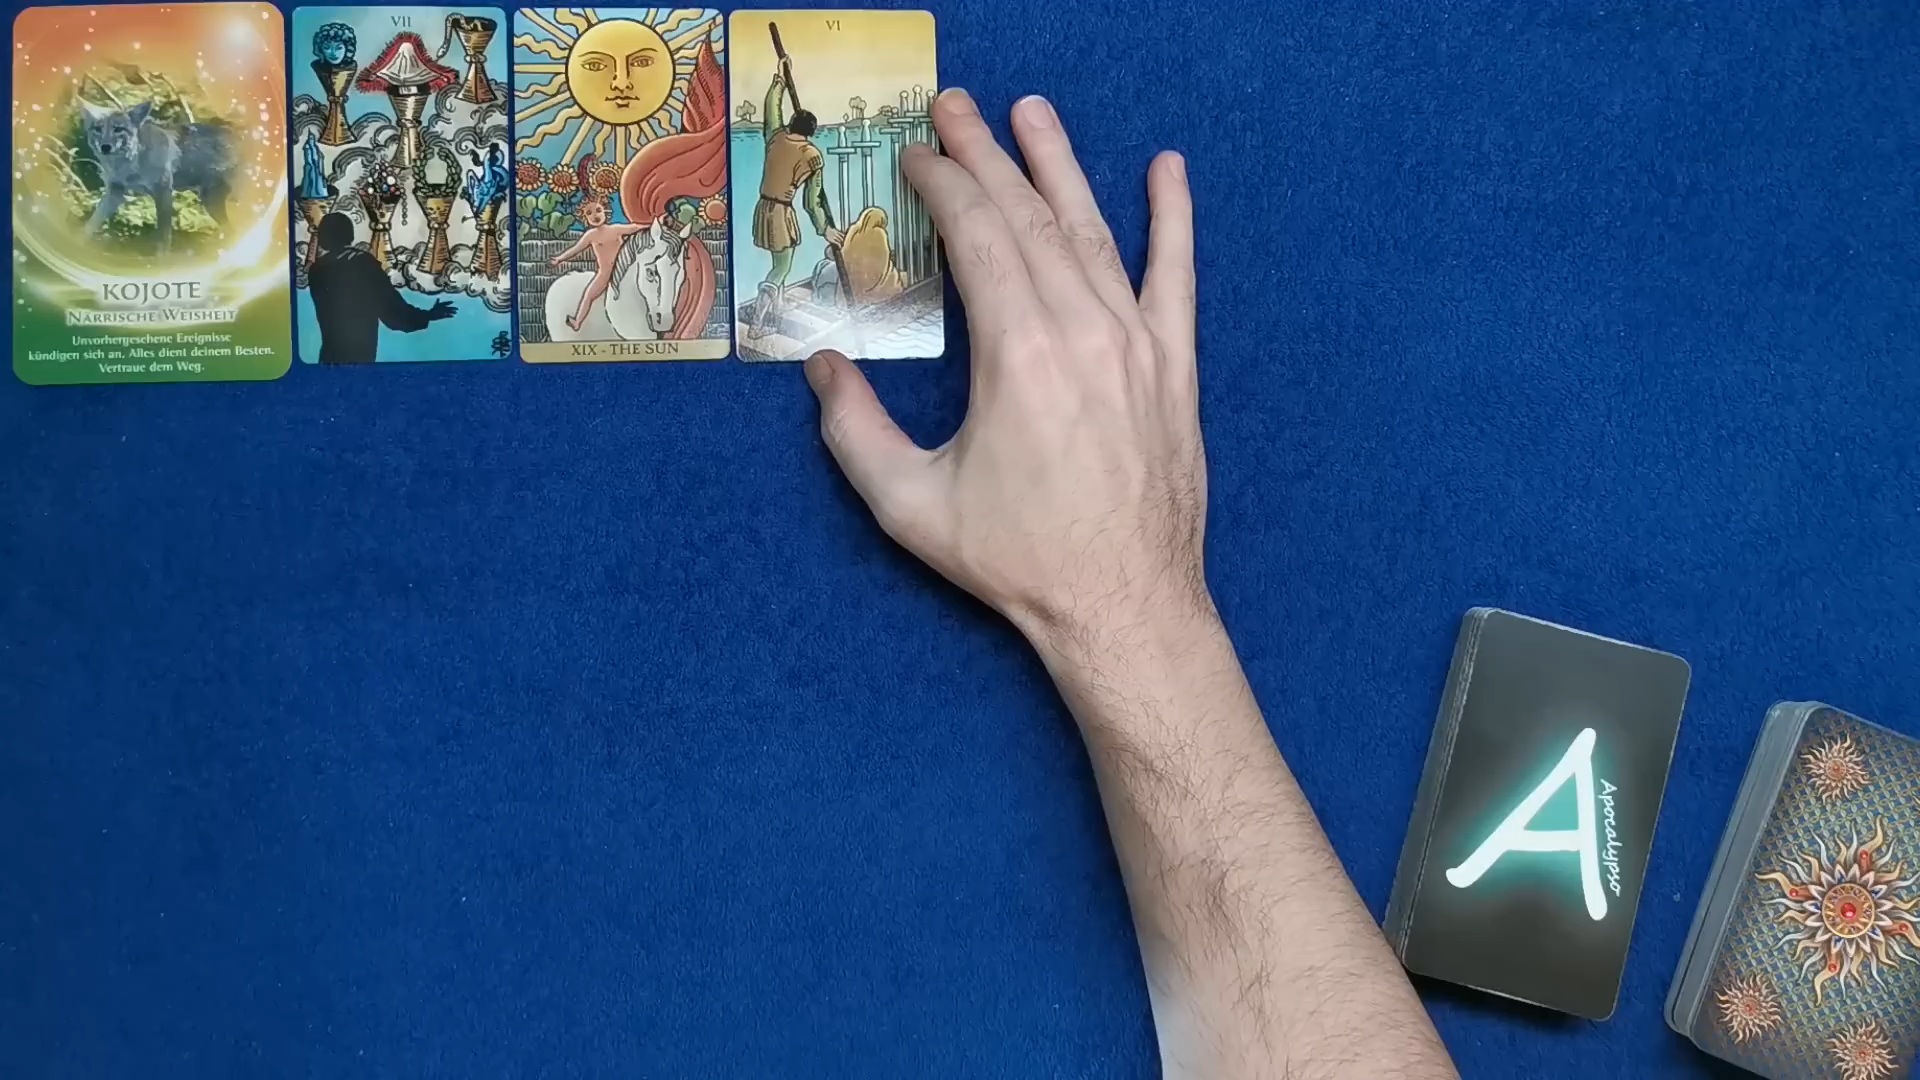 KOJOTE
NÄRRISCHE WEISHEIT
Unvorhergesehene Ereignisse
kündigen sich an. Alles dient deinem Besten.
Vertraue dem Weg.
VII
XIX - THE SUN
VI
A
Apocalypso